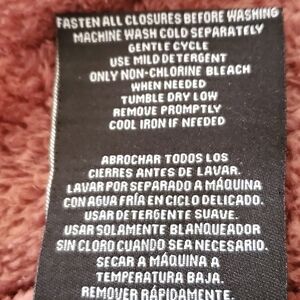 FASTEN ALL CLOSURES BEFORE WASHING
MACHINE WASH COLD SEPARATELY
GENTLE CYCLE
USE MILD DETERGENT
ONLY NON-CHLORINE BLEACH
WHEN NEEDED
TUMBLE DRY LOW
REMOVE PROMPTLY
COOL IRON IF NEEDED
ABROCHAR TODOS LOS
CIERRES ANTES DE LAVAR.
LAVAR POR SEPARADO A MÁQUINA
CON AGUA FRÍA EN CICLO DELICADO.
USAR DETERGENTE SUAVE.
USAR SOLAMENTE BLANQUEADOR
SIN CLORO CUANDO SEA NECESARIO.
SECAR A MÁQUINA A
TEMPERATURA BAJA.
REMOVER RÁPIDAMENTE.